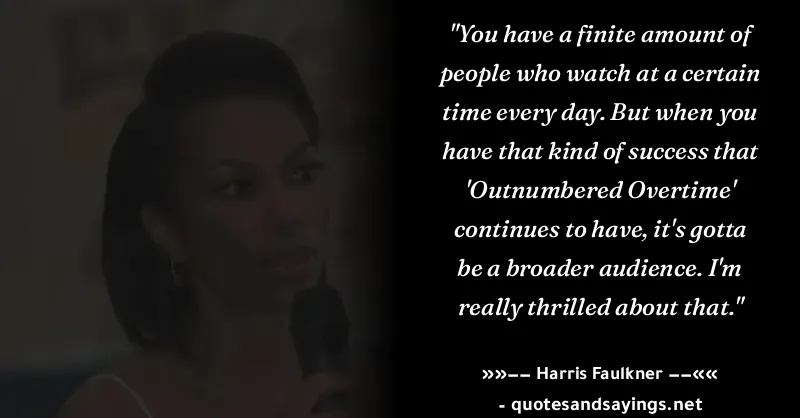 "You have a finite amount of
people who watch at a certain
time every day. But when you
have that kind of success that
'Outnumbered Overtime'
continues to have, it's gotta
be a broader audience. I'm
really thrilled about that."
»»—— Harris Faulkner ——««
- quotesandsayings.net